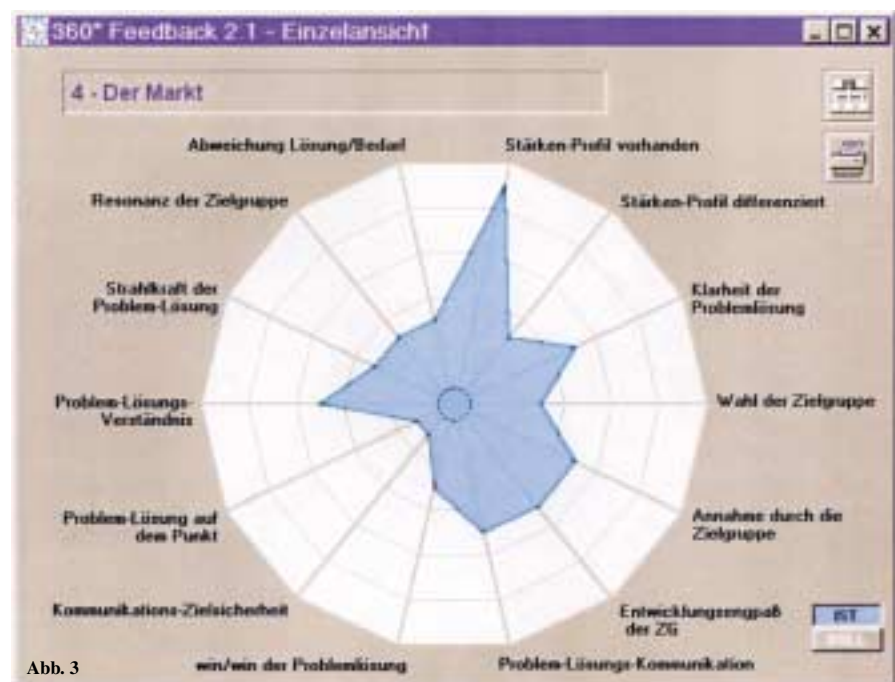 360° Feedback 2.1 - Einzelansicht
4 - Der Markt
Abweichung Lösung/Bedarf
Stärken-Profil vorhanden
Resonanz der Zielgruppe
Stärken-Profil differenziert
Strahlkraft der
Problem-Lösung
Klarheit der
Problemlösung
Problem-Lösungs-
Verständnis
Wahl der Zielgruppe
Problem-Lösung auf
dem Punkt
Annahme durch die
Zielgruppe
Kommunikations-Zielsicherheit
Entwicklungsengpaß
der ZG
IST
win/win der Problemlösung
Problem-Lösungs-Kommunikation
Abb. 3